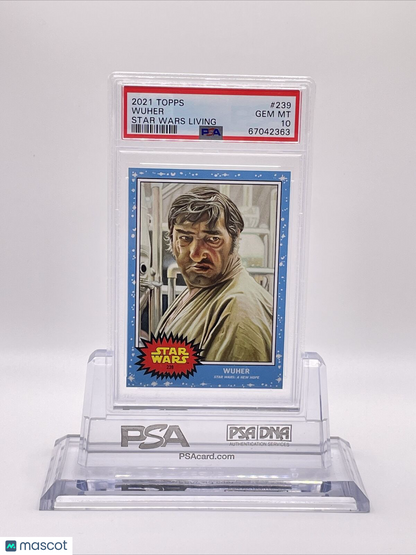 2021 TOPPS #239
WUHER GEM MT
STAR WARS LIVING 10
PSA 67042363
STAR
WARS
239
WUHER
STAR WARS: A NEW HOPE
PSA PSA/DNA
AUTHENTICATION SERVICES
PSAcard.com
mascot